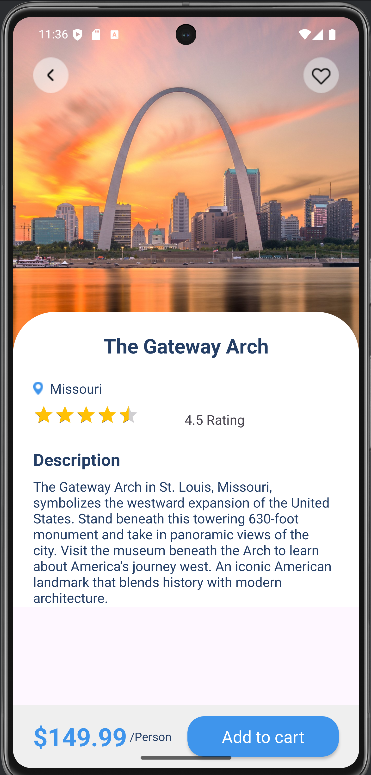 11:36
The Gateway Arch
Missouri
4.5 Rating
Description
The Gateway Arch in St. Louis, Missouri,
symbolizes the westward expansion of the United
States. Stand beneath this towering 630-foot
monument and take in panoramic views of the
city. Visit the museum beneath the Arch to learn
about America's journey west. An iconic American
landmark that blends history with modern
architecture.
$149.99 /Person
Add to cart